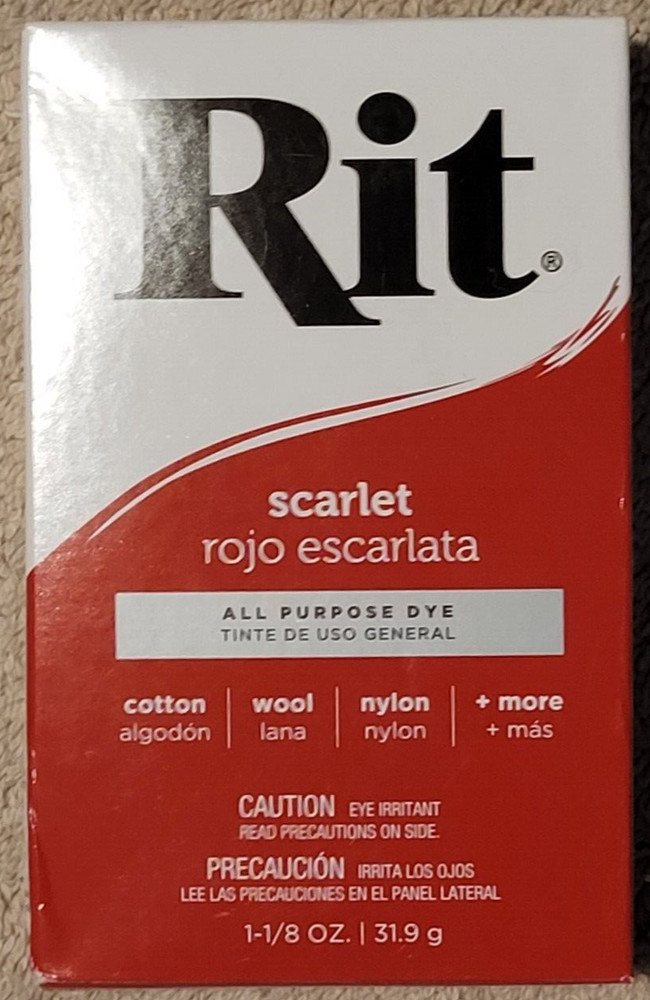 Rit®
scarlet
rojo escarlata
ALL PURPOSE DYE
TINTE DE USO GENERAL
cotton wool nylon + more
algodón lana nylon + más
CAUTION EYE IRRITANT
READ PRECAUTIONS ON SIDE.
PRECAUCIÓN IRRITA LOS OJOS
LEE LAS PRECAUCIONES EN EL PANEL LATERAL
1-1/8 OZ. | 31.9 g